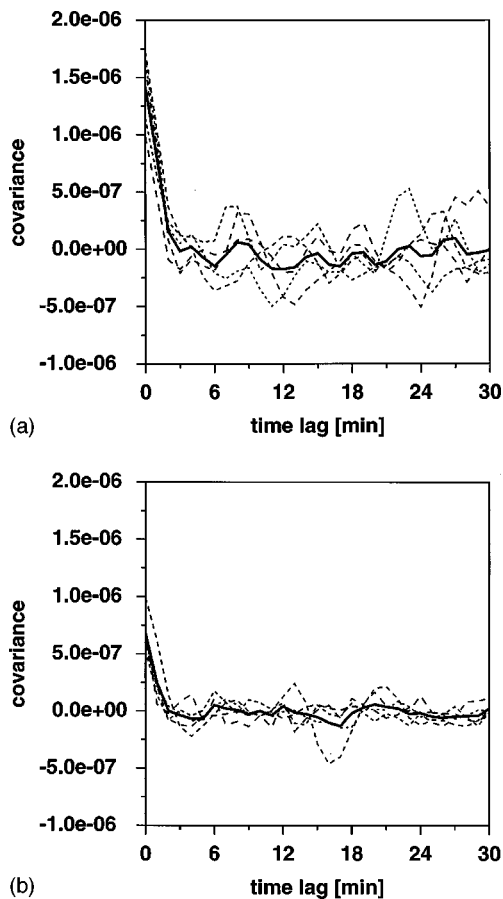 2.0e-06
1.5e-06
1.0e-06
5.0e-07
0.0e+00
-5.0e-07
-1.0e-06
covariance
0 6 12 18 24 30
(a) time lag [min]
2.0e-06
1.5e-06
1.0e-06
5.0e-07
0.0e+00
-5.0e-07
-1.0e-06
covariance
0 6 12 18 24 30
(b) time lag [min]